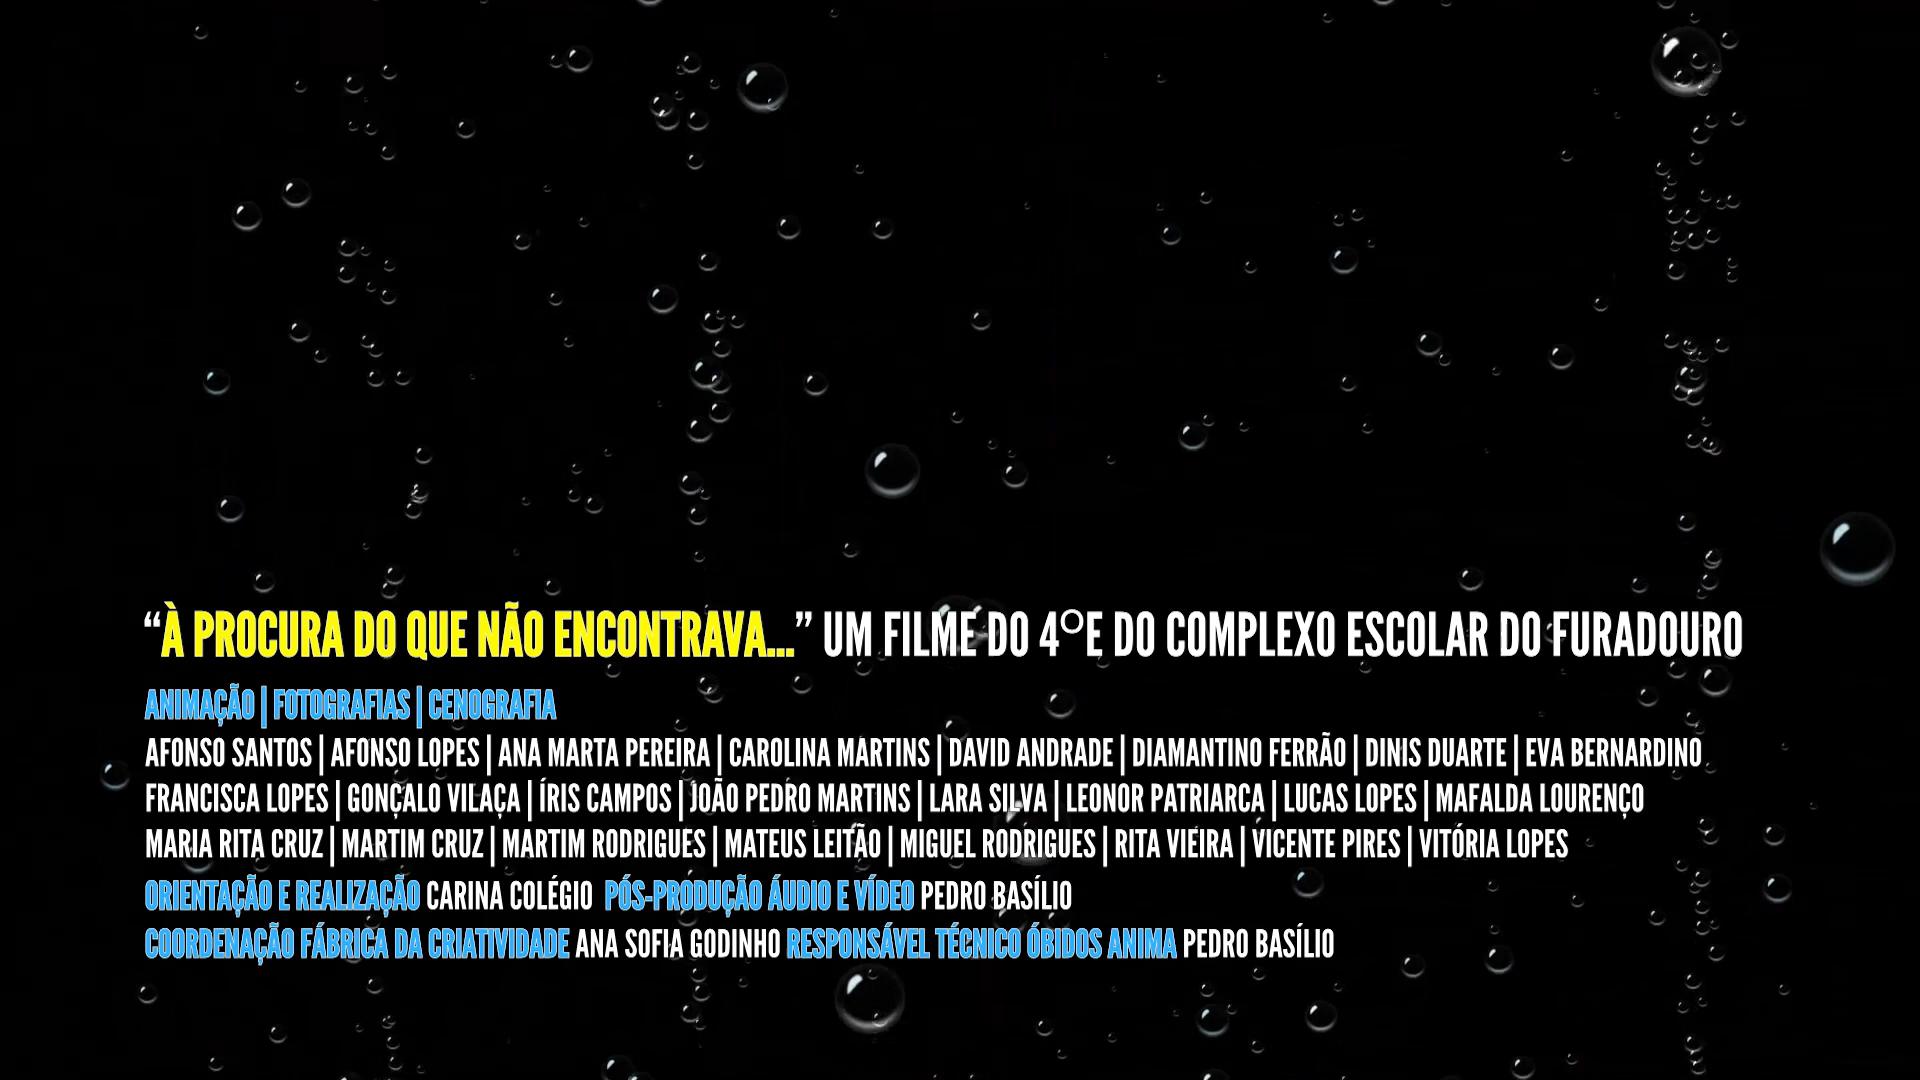 “À PROCURA DO QUE NÃO ENCONTRAVA...” UM FILME DO 4ºE DO COMPLEXO ESCOLAR DO FURADOURO
ANIMAÇÃO | FOTOGRAFIAS | CENOGRAFIA
AFONSO SANTOS | AFONSO LOPES | ANA MARTA PEREIRA | CAROLINA MARTINS | DAVID ANDRADE | DIAMANTINO FERRÃO | DINIS DUARTE | EVA BERNARDINO
FRANCISCA LOPES | GONÇALO VILAÇA | ÍRIS CAMPOS | JOÃO PEDRO MARTINS | LARA SILVA | LEONOR PATRIARCA | LUCAS LOPES | MAFALDA LOURENÇO
MARIA RITA CRUZ | MARTIM CRUZ | MARTIM RODRIGUES | MATEUS LEITÃO | MIGUEL RODRIGUES | RITA VIEIRA | VICENTE PIRES | VITÓRIA LOPES
ORIENTAÇÃO E REALIZAÇÃO CARINA COLÉGIO PÓS-PRODUÇÃO ÁUDIO E VÍDEO PEDRO BASÍLIO
COORDENAÇÃO FÁBRICA DA CRIATIVIDADE ANA SOFIA GODINHO RESPONSÁVEL TÉCNICO ÓBIDOS ANIMA PEDRO BASÍLIO